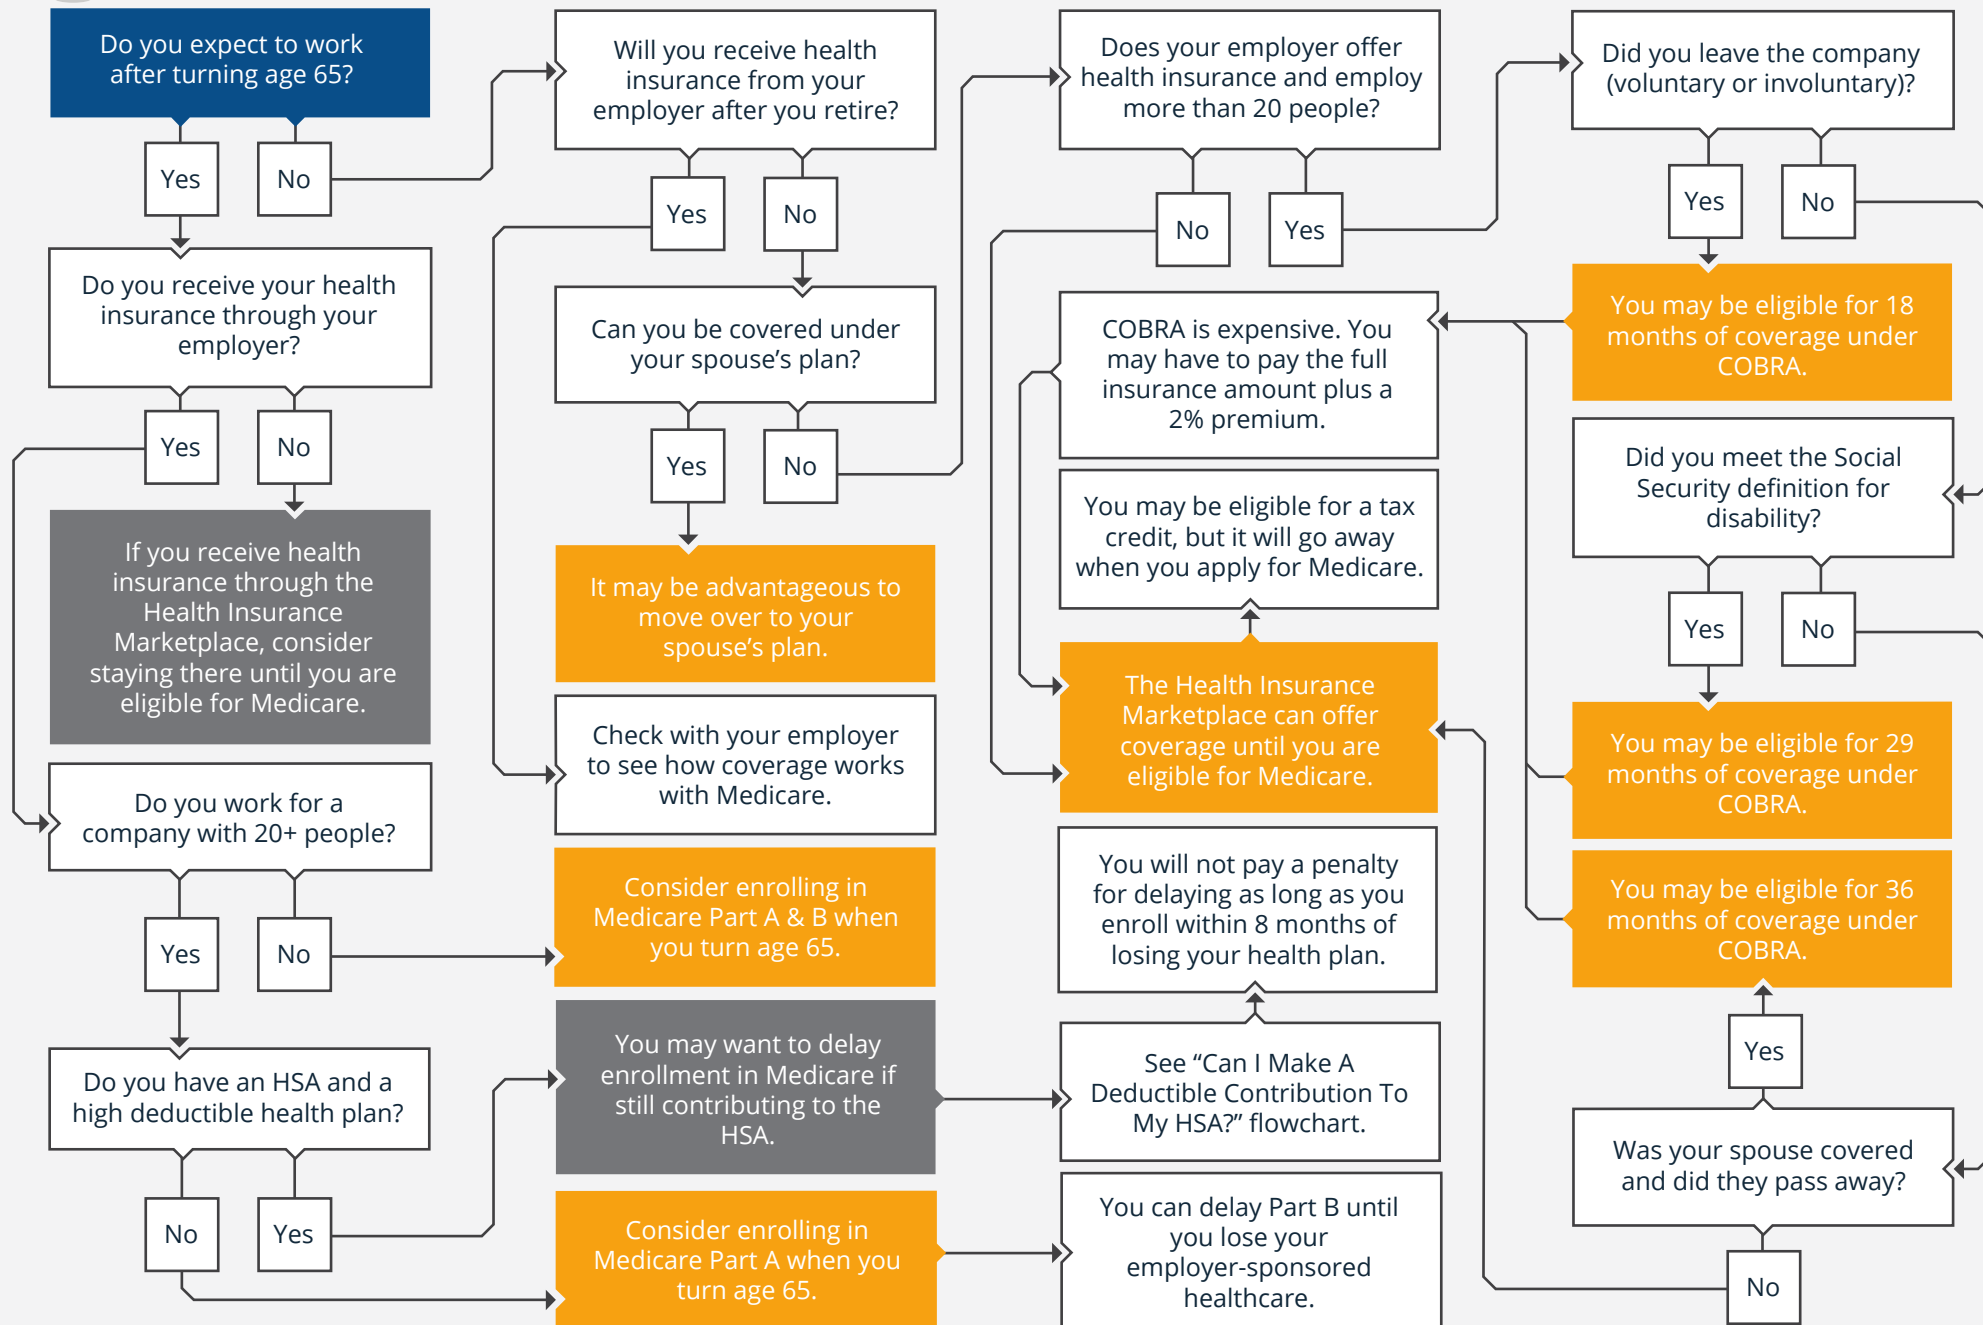 Do you expect to work
after turning age 65?
Yes
No
Do you receive your health
insurance through your
employer?
Yes
No
If you receive health
insurance through the
Health Insurance
Marketplace, consider
staying there until you are
eligible for Medicare.
Do you work for a
company with 20+ people?
Yes
No
Do you have an HSA and a
high deductible health plan?
No
Yes
Will you receive health
insurance from your
employer after you retire?
Yes
No
Can you be covered under
your spouse’s plan?
Yes
No
It may be advantageous to
move over to your
spouse’s plan.
Check with your employer
to see how coverage works
with Medicare.
Consider enrolling in
Medicare Part A & B when
you turn age 65.
You may want to delay
enrollment in Medicare if
still contributing to the
HSA.
Consider enrolling in
Medicare Part A when you
turn age 65.
Does your employer offer
health insurance and employ
more than 20 people?
No
Yes
COBRA is expensive. You
may have to pay the full
insurance amount plus a
2% premium.
You may be eligible for a tax
credit, but it will go away
when you apply for Medicare.
The Health Insurance
Marketplace can offer
coverage until you are
eligible for Medicare.
You will not pay a penalty
for delaying as long as you
enroll within 8 months of
losing your health plan.
See “Can I Make A
Deductible Contribution To
My HSA?” flowchart.
You can delay Part B until
you lose your
employer-sponsored
healthcare.
Did you leave the company
(voluntary or involuntary)?
Yes
No
You may be eligible for 18
months of coverage under
COBRA.
Did you meet the Social
Security definition for
disability?
Yes
No
You may be eligible for 29
months of coverage under
COBRA.
You may be eligible for 36
months of coverage under
COBRA.
Yes
Was your spouse covered
and did they pass away?
No